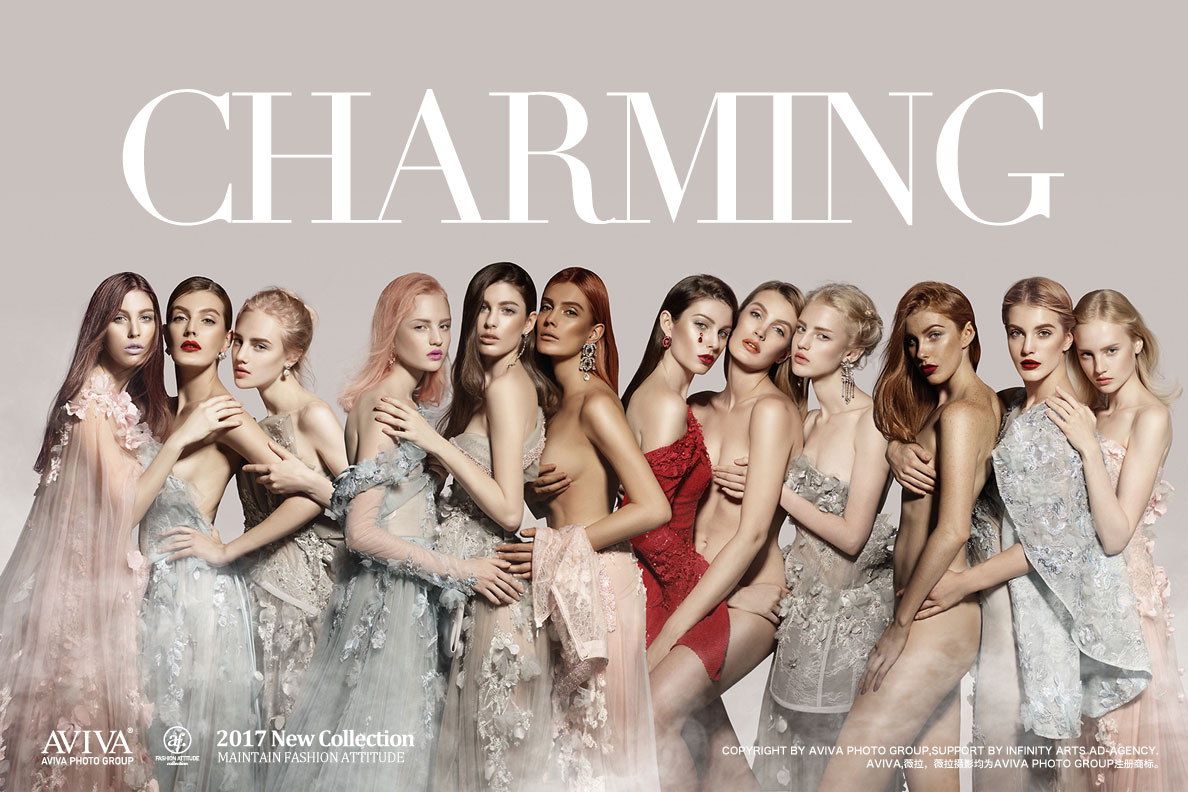 CHARMING
AVIVA®
AVIVA PHOTO GROUP
af.
FASHION ATTITUDE
collection
2017 New Collection
MAINTAIN FASHION ATTITUDE
COPYRIGHT BY AVIVA PHOTO GROUP,SUPPORT BY INFINITY ARTS.AD-AGENCY.
AVIVA,薇拉，薇拉摄影均为AVIVA PHOTO GROUP注册商标。